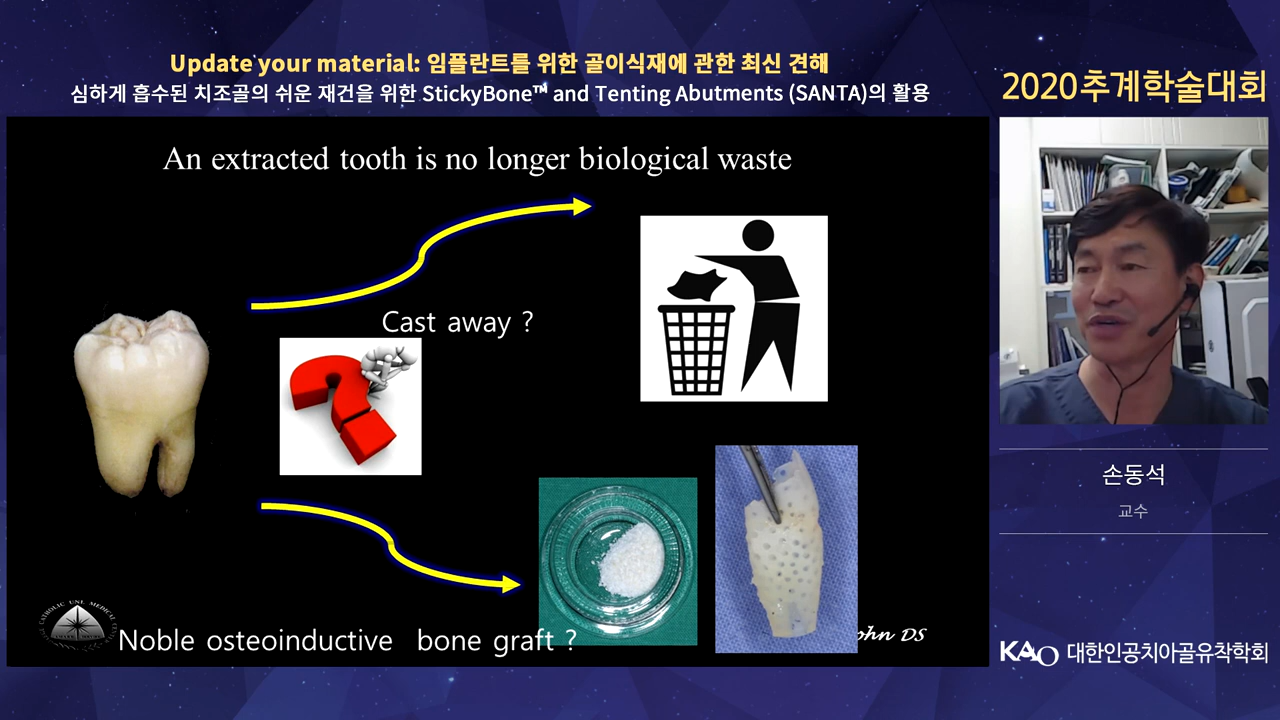 Update your material: 임플란트를 위한 골이식재에 관한 최신 견해
심하게 흡수된 치조골의 쉬운 재건을 위한 StickyBone™ and Tenting Abutments (SANTA)의 활용
2020추계학술대회
An extracted tooth is no longer biological waste
Cast away ?
Noble osteoinductive bone graft ?
John DS
손동석
교수
KAO 대한인공치아골유착학회